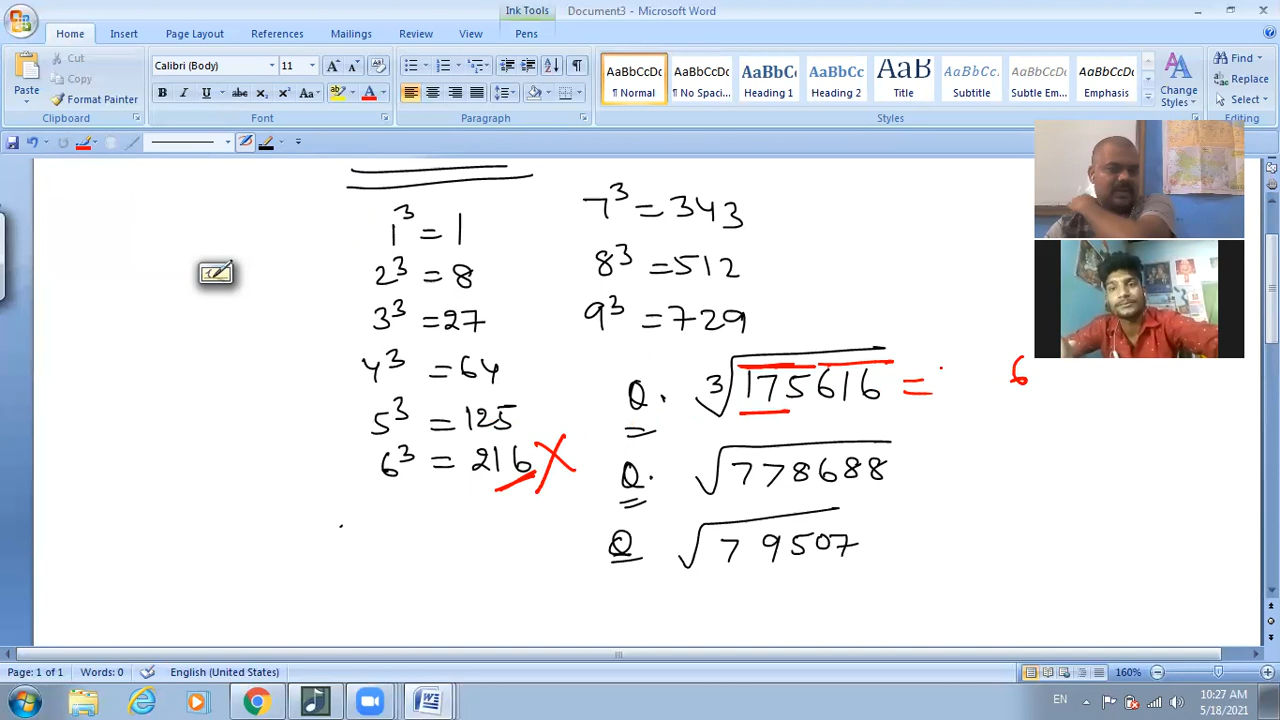 Ink Tools
Document3 - Microsoft Word
Home Insert Page Layout References Mailings Review View Pens
Paste
Cut
Copy
Format Painter
Clipboard
Calibri (Body) 11
Font
Paragraph
AaBbCcDc AaBbCcDc AaBbCc AaBbCc AaB AaBbCc. AaBbCcDc AaBbCcDc
¶ Normal ¶ No Spaci... Heading 1 Heading 2 Title Subtitle Subtle Em... Emphasis
Styles
Change Styles
Find
Replace
Select
Editing
1³ = 1
2³ = 8
3³ = 27
4³ = 64
5³ = 125
6³ = 216
7³ = 343
8³ = 512
9³ = 729
Q. ∛175616 = 6
Q. √778688
Q √79507
Page: 1 of 1 Words: 0 English (United States) 160%
EN 10:27 AM
5/18/2021